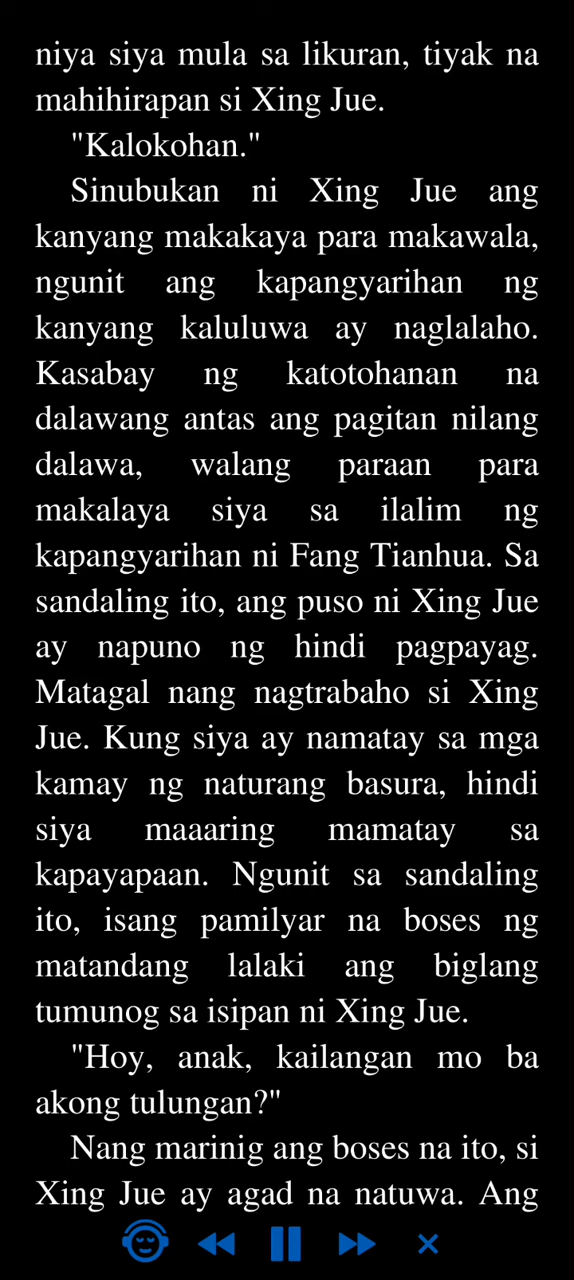 niya siya mula sa likuran, tiyak na
mahihirapan si Xing Jue.
"Kalokohan."
Sinubukan ni Xing Jue ang
kanyang makakaya para makawala,
ngunit ang kapangyarihan ng
kanyang kaluluwa ay naglalaho.
Kasabay ng katotohanan na
dalawang antas ang pagitan nilang
dalawa, walang paraan para
makalaya siya sa ilalim ng
kapangyarihan ni Fang Tianhua. Sa
sandaling ito, ang puso ni Xing Jue
ay napuno ng hindi pagpayag.
Matagal nang nagtrabaho si Xing
Jue. Kung siya ay namatay sa mga
kamay ng naturang basura, hindi
siya maaaring mamatay sa
kapayapaan. Ngunit sa sandaling
ito, isang pamilyar na boses ng
matandang lalaki ang biglang
tumunog sa isipan ni Xing Jue.
"Hoy, anak, kailangan mo ba
akong tulungan?"
Nang marinig ang boses na ito, si
Xing Jue ay agad na natuwa. Ang